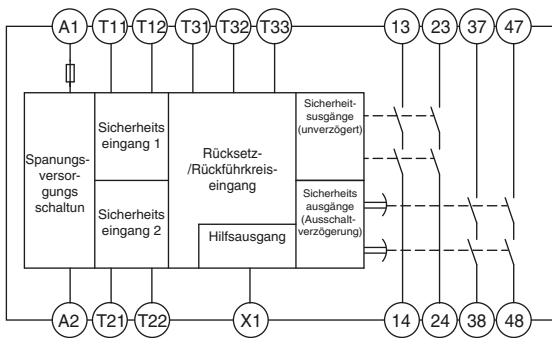 A1 T11 T12 T31 T32 T33 13 23 37 47
Spanungs-
versor-
gungs
schaltun
Sicherheits
eingang 1
Sicherheits
eingang 2
Rücksetz-
/Rückführkreis-
eingang
Hilfsausgang
Sicherheit-
susgänge
(unverzögert)
Sicherheits
ausgänge
(Ausschalt-
verzögerung)
A2 T21 T22 X1 14 24 38 48